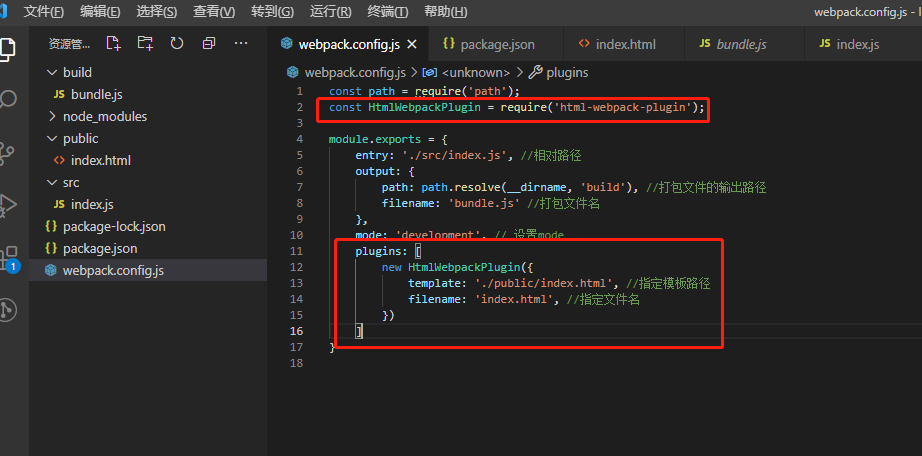 文件(F) 编辑(E) 选择(S) 查看(V) 转到(G) 运行(R) 终端(T) 帮助(H) webpack.config.js - l
资源管... ···
build
JS bundle.js
node_modules
public
<> index.html
src
JS index.js
{} package-lock.json
{} package.json
webpack.config.js
1
webpack.config.js {} package.json <> index.html JS bundle.js JS index.js
webpack.config.js > <unknown> > plugins
1 const path = require('path');
2 const HtmlWebpackPlugin = require('html-webpack-plugin');
3
4 module.exports = {
5 entry: './src/index.js', //相对路径
6 output: {
7 path: path.resolve(__dirname, 'build'), //打包文件的输出路径
8 filename: 'bundle.js' //打包文件名
9 },
10 mode: 'development', // 设置mode
11 plugins: [
12 new HtmlWebpackPlugin({
13 template: './public/index.html', //指定模板路径
14 filename: 'index.html', //指定文件名
15 })
16 ]
17 }
18